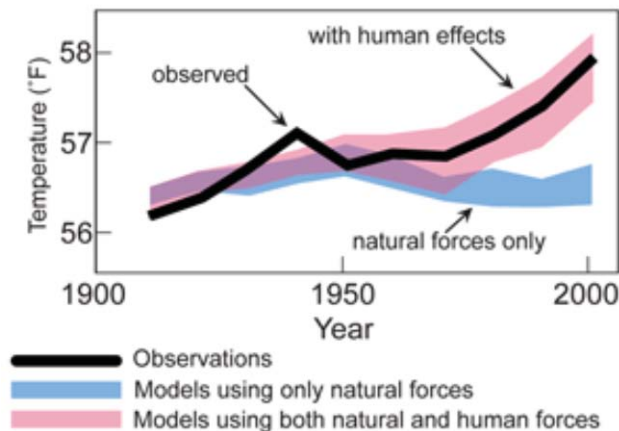 58
with human effects
observed
Temperature (˚F)
57
56
natural forces only
1900
1950
2000
Year
Observations
Models using only natural forces
Models using both natural and human forces